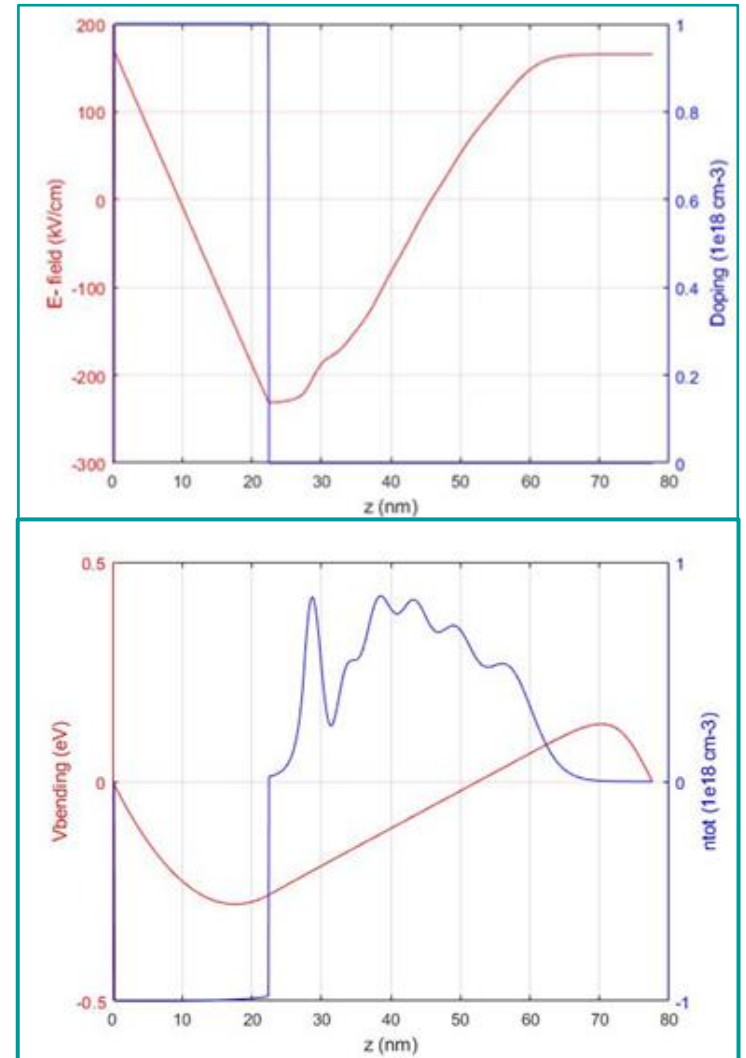 200
100
0
-100
-200
-300
E- field (kV/cm)
1
0.8
0.6
0.4
0.2
0
Doping (1e18 cm-3)
0 10 20 30 40 50 60 70 80
z (nm)
0.5
0
-0.5
Vbending (eV)
1
0
-1
ntot (1e18 cm-3)
0 10 20 30 40 50 60 70 80
z (nm)